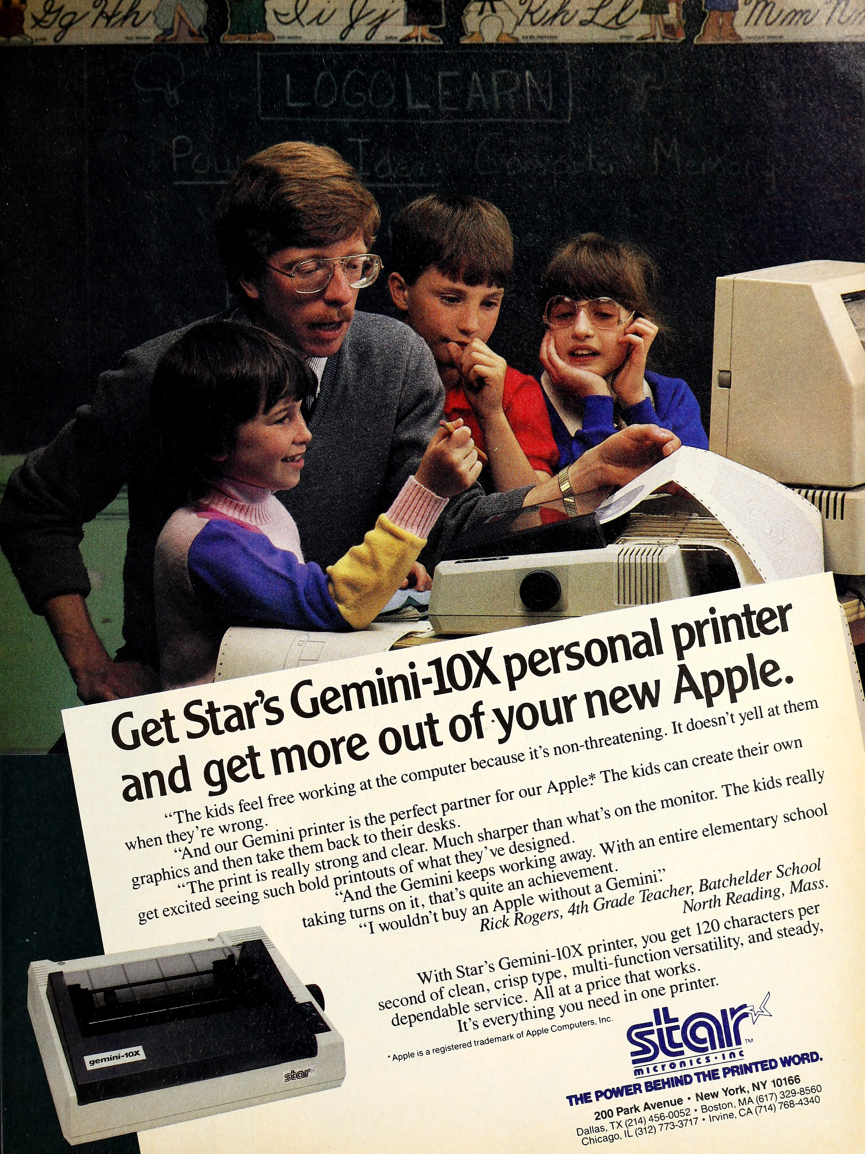 Gg Hh Ii Jj Kk Ll Mm N
LOGO LEARN
Idea Computer Memory
Get Star's Gemini-10X personal printer
and get more out of your new Apple.
“The kids feel free working at the computer because it's non-threatening. It doesn't yell at them
when they're wrong.
“And our Gemini printer is the perfect partner for our Apple.* The kids can create their own
graphics and then take them back to their desks.
“The print is really strong and clear. Much sharper than what's on the monitor. The kids really
get excited seeing such bold printouts of what they've designed.
“And the Gemini keeps working away. With an entire elementary school
taking turns on it, that's quite an achievement.
“I wouldn't buy an Apple without a Gemini.”
Rick Rogers, 4th Grade Teacher, Batchelder School
North Reading, Mass.
With Star's Gemini-10X printer, you get 120 characters per
second of clean, crisp type, multi-function versatility, and steady,
dependable service. All at a price that works.
It's everything you need in one printer.
*Apple is a registered trademark of Apple Computers, Inc.
gemini-10X
star
star TM
micronics • inc
THE POWER BEHIND THE PRINTED WORD.
200 Park Avenue • New York, NY 10166
Dallas, TX (214) 456-0052 • Boston, MA (617) 329-8560
Chicago, IL (312) 773-3717 • Irvine, CA (714) 768-4340